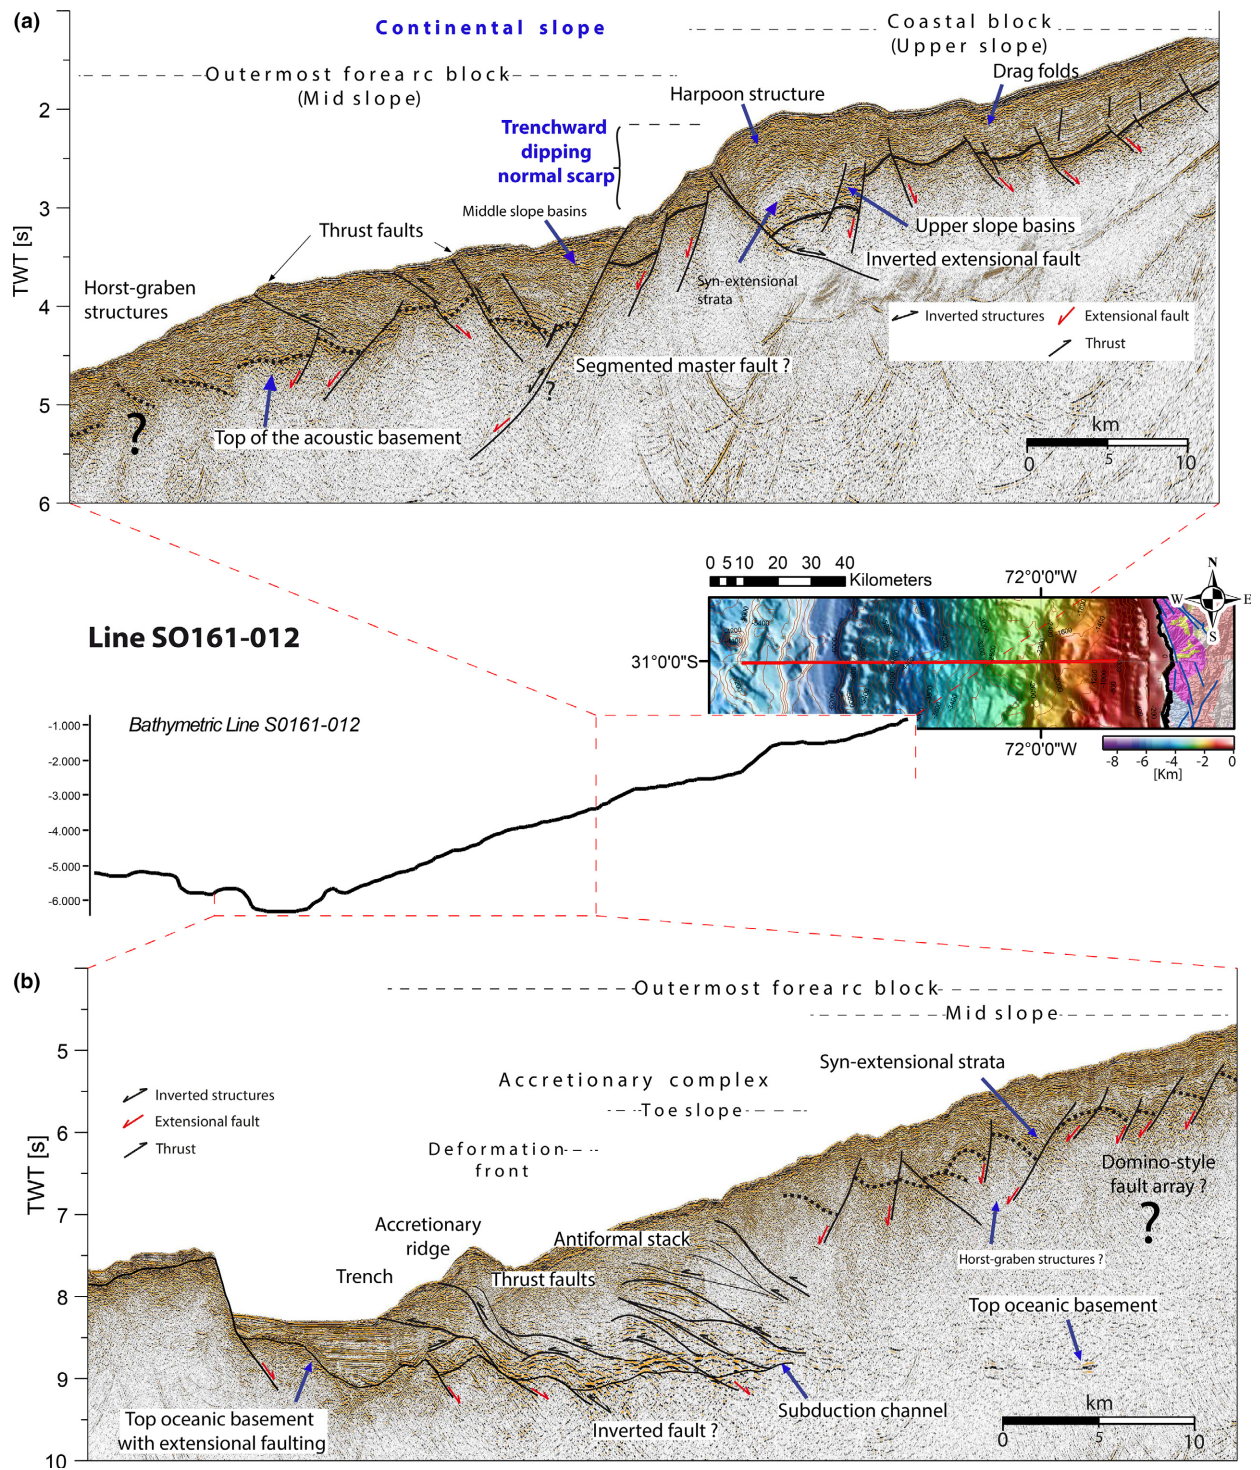 (a)
Continental slope
Coastal block
(Upper slope)
Outermost forearc block
(Mid slope)
Drag folds
Harpoon structure
Trenchward
dipping
normal scarp
2
3
4
5
6
TWT [s]
Middle slope basins
Thrust faults
Upper slope basins
Inverted extensional fault
Syn-extensional
strata
Horst-graben
structures
Inverted structures
Extensional fault
Thrust
Segmented master fault ?
?
?
Top of the acoustic basement
km
0 5 10
0 5 10 20 30 40
Kilometers
72°0'0"W
N
W E
S
Line SO161-012
31°0'0"S
Bathymetric Line S0161-012
72°0'0"W
-8 -6 -4 -2 0
[Km]
-1.000
-2.000
-3.000
-4.000
-5.000
-6.000
(b)
Outermost forearc block
Mid slope
5
6
7
8
9
10
TWT [s]
Syn-extensional
strata
Accretionary complex
Toe slope
Inverted structures
Extensional fault
Thrust
Deformation
front
Domino-style
fault array ?
?
Accretionary
ridge
Antiformal stack
Horst-graben structures ?
Trench
Thrust faults
Top oceanic basement
Subduction channel
Top oceanic basement
with extensional faulting
Inverted fault ?
km
0 5 10